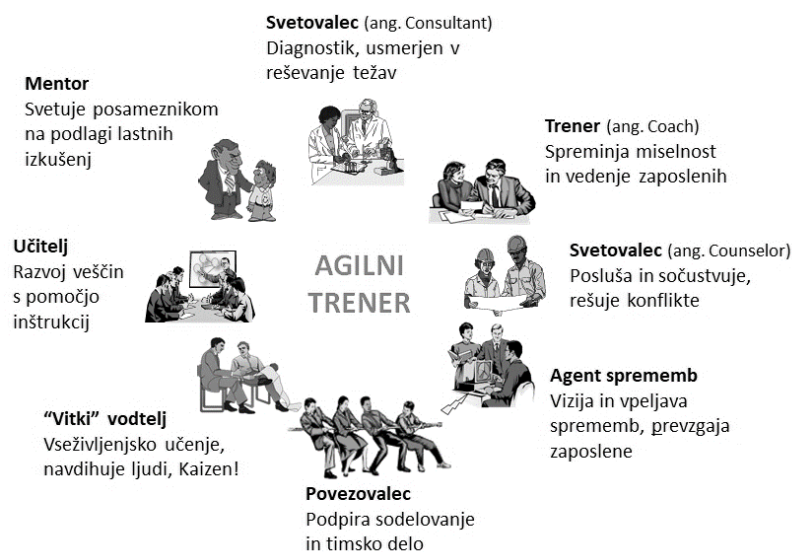 Svetovalec (ang. Consultant)
Diagnostik, usmerjen v
reševanje težav
Mentor
Svetuje posameznikom
na podlagi lastnih
izkušenj
Trener (ang. Coach)
Spreminja miselnost
in vedenje zaposlenih
Učitelj
Razvoj veščin
s pomočjo
inštrukcij
AGILNI
TRENER
Svetovalec (ang. Counselor)
Posluša in sočustvuje,
rešuje konflikte
"Vitki" vodtelj
Vseživljenjsko učenje,
navdihuje ljudi, Kaizen!
Agent sprememb
Vizija in vpeljava
sprememb, prevzgaja
zaposlene
Povezovalec
Podpira sodelovanje
in timsko delo